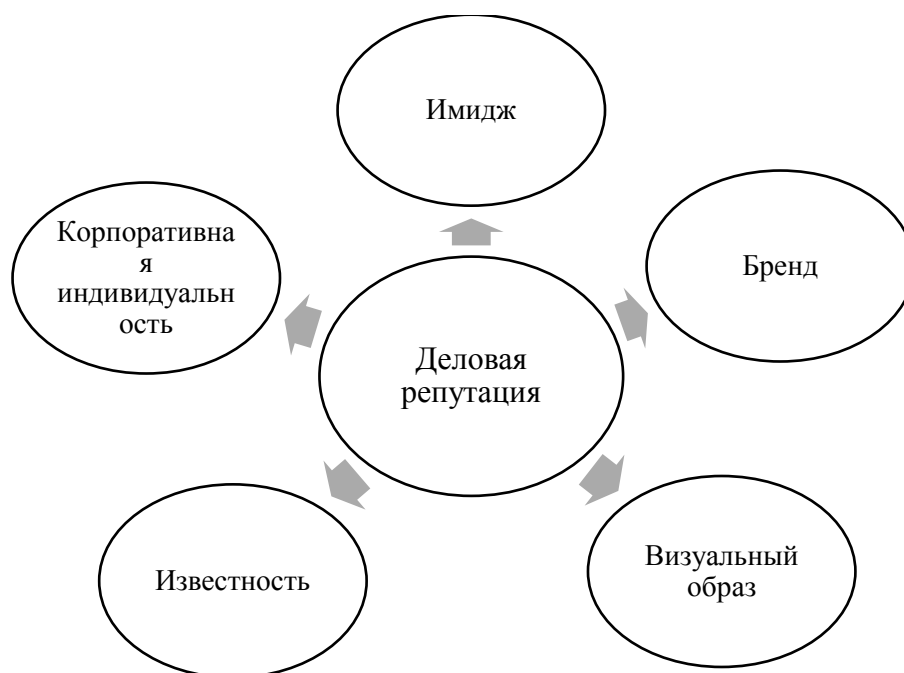 Имидж
Корпоративна
я
индивидуальн
ость
Бренд
Деловая
репутация
Известность
Визуальный
образ